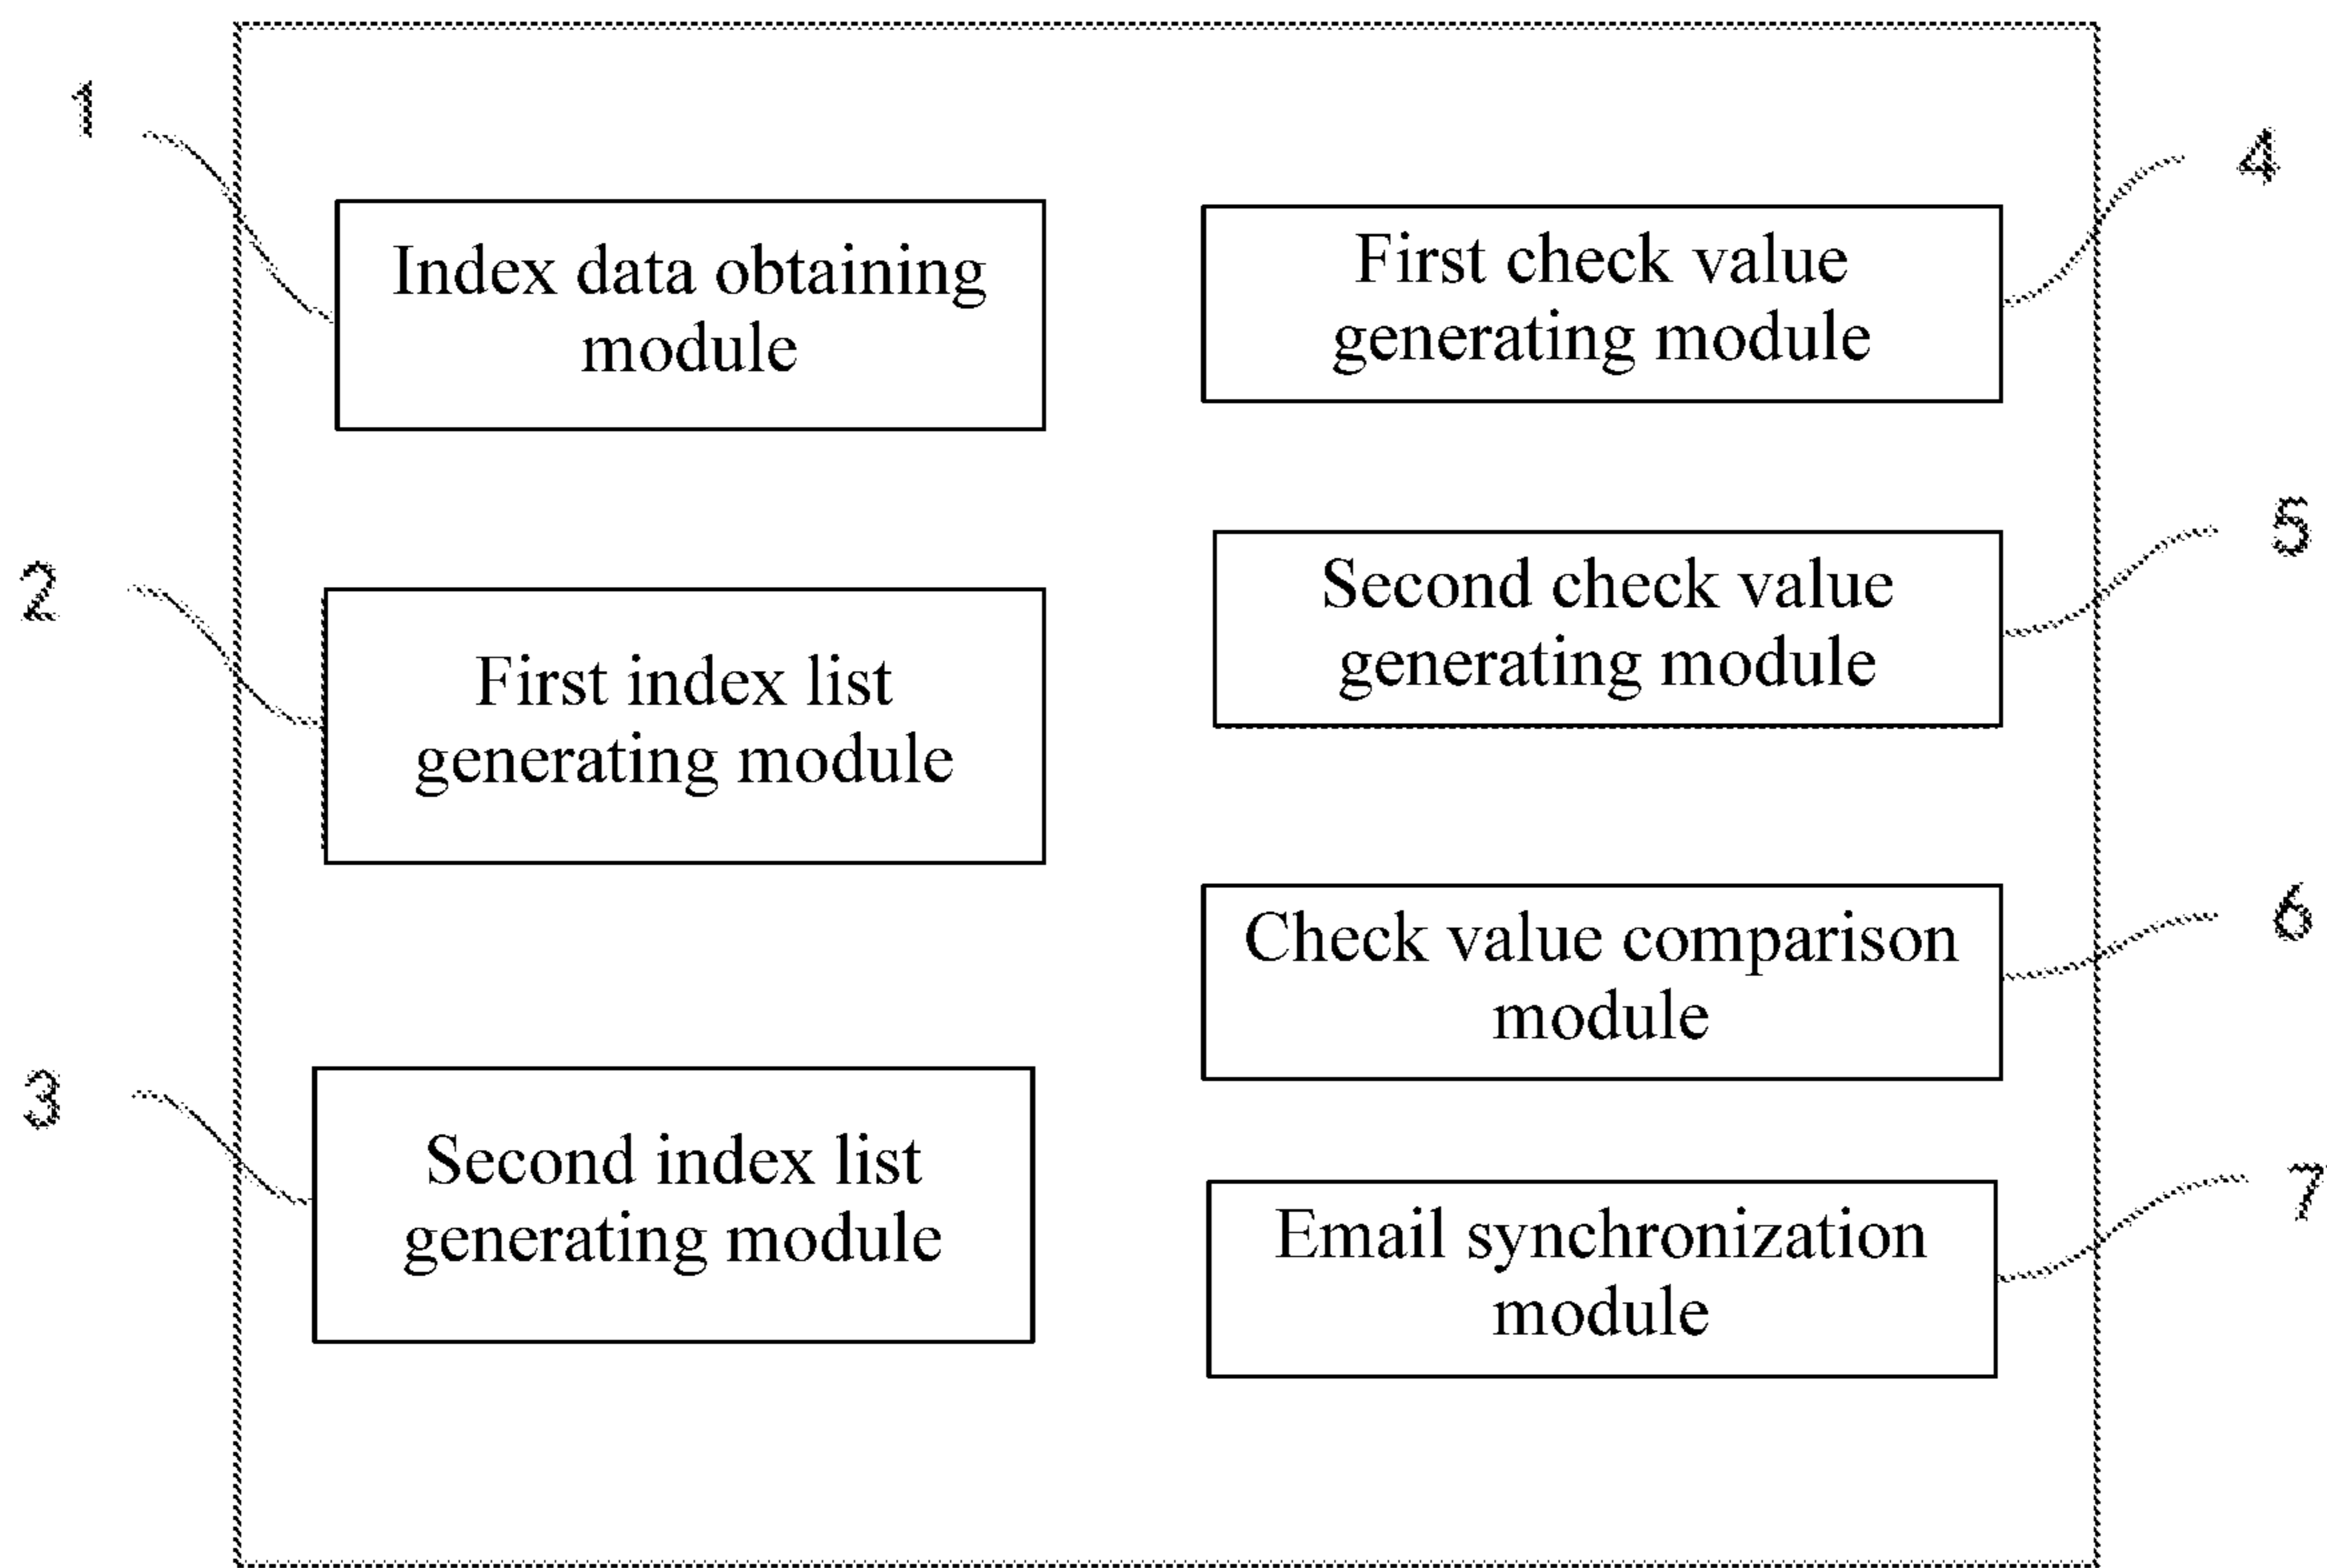 1
Index data obtaining
module
2
First index list
generating module
3
Second index list
generating module
4
First check value
generating module
5
Second check value
generating module
6
Check value comparison
module
7
Email synchronization
module